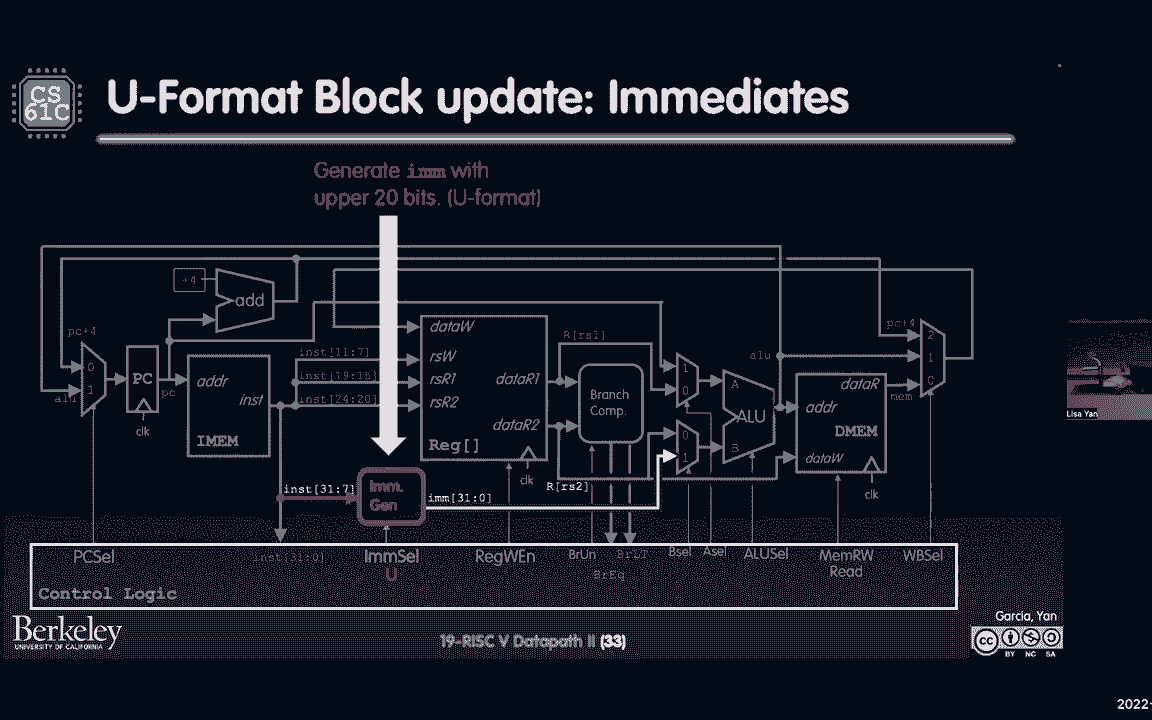 CS
61C
U-Format Block update: Immediates
Generate imm with
upper 20 bits. (U-format)
+4
add
pc+4
0
1
alu
PC
pc
clk
addr
inst
IMEM
inst[11:7]
inst[19:15]
inst[24:20]
dataW
rsW
rsR1
rsR2
dataR1
dataR2
Reg[]
clk
R[rs1]
R[rs2]
Branch
Comp.
1
0
0
1
A
B
ALU
alu
addr
dataR
DMEM
dataW
clk
mem
pc+4
2
1
0
inst[31:7]
Imm.
Gen
imm[31:0]
PCSel
inst[31:0]
ImmSel
U
RegWEn
BrUn
BrLT
BrEq
Bsel
Asel
ALUSel
MemRW
Read
WBSel
Control Logic
Berkeley
UNIVERSITY OF CALIFORNIA
19-RISC V Datapath II (33)
Garcia, Yan
cc
BY NC SA
Lisa Yan
2022-